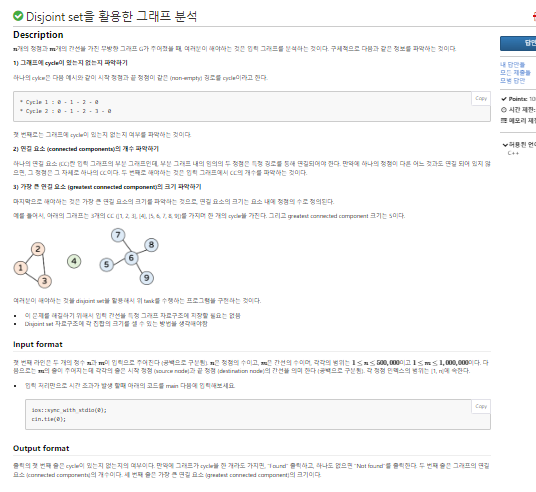 Disjoint set을 활용한 그래프 분석
Description
n개의 정점과 m개의 간선을 가진 무방향 그래프 G가 주어졌을 때, 여러분이 해야하는 것은 입력 그래프를 분석하는 것이다. 구체적으로 다음과 같은 정보를 파악하는 것이다.
1) 그래프에 cycle이 있는지 없는지 파악하기
하나의 cylce은 다음 예시와 같이 시작 정점과 끝 정점이 같은 (non-empty) 경로를 cycle이라고 한다.
Copy
* Cycle 1 : 0 - 1 - 2 - 0
* Cycle 2 : 0 - 1 - 2 - 3 - 0
첫 번째로는 그래프에 cycle이 있는지 없는지 여부를 파악하는 것이다.
2) 연결 요소 (connected components)의 개수 파악하기
하나의 연결 요소 (CC)란 입력 그래프의 부분 그래프인데, 부분 그래프 내의 임의의 두 정점은 특정 경로를 통해 연결되어야 한다. 만약에 하나의 정점이 다른 어느 것과도 연결 되어 있지 않
으면, 그 정점은 그 자체로 하나의 CC이다. 두 번째로 해야하는 것은 입력 그래프에서 CC의 개수를 파악하는 것이다.
3) 가장 큰 연결 요소 (greatest connected component)의 크기 파악하기
마지막으로 해야하는 것은 가장 큰 연결 요소의 크기를 파악하는 것으로, 연결 요소의 크기는 요소 내에 정점의 수로 정의된다.
예를 들어서, 아래의 그래프는 3개의 CC ({1, 2, 3}, {4}, {5, 6, 7, 8, 9})를 가지며 한 개의 cycle을 가진다. 그리고 greatest connected component 크기는 5이다.
7
2
8
4
6
5
1
3
9
여러분이 해야하는 것을 disjoint set을 활용해서 위 task를 수행하는 프로그램을 구현하는 것이다.
이 문제를 해결하기 위해서 입력 간선을 특정 그래프 자료구조에 저장할 필요는 없음
Disjoint set 자료구조에 각 집합의 크기를 셀 수 있는 방법을 생각해야함
Input format
첫 번째 라인은 두 개의 정수 n과 m이 입력으로 주어진다 (공백으로 구분됨). n은 정점의 수이고, m은 간선의 수이며, 각각의 범위는 1 ≤ n ≤ 500,000이고 1 ≤ m ≤ 1,000,000이다. 다
음으로는 m의 줄이 주어지는데 각각의 줄은 시작 정점 (source node)과 끝 정점 (destination node)의 간선을 의미 한다 (공백으로 구분됨). 각 정점 인덱스의 범위는 [1, n]에 속한다.
입력 처리만으로 시간 초과가 발생 할때 아래의 코드를 main 다음에 입력해보세요.
Copy
ios::sync_with_stdio(0);
cin.tie(0);
Output format
출력의 첫 번째 줄은 cycle이 있는지 없는지의 여부이다. 만약에 그래프가 cycle을 한 개라도 가지면, "Found" 출력하고, 하나도 없으면 "Not found"를 출력한다. 두 번째 줄은 그래프의 연결
요소 (connected components)의 개수이다. 세 번째 줄은 가장 큰 연결 요소 (greatest connected component)의 크기이다.
내 답안들
모든 제출들
모범 답안
Points: 10
시간 제한:
메모리 제한
허용된 언어
C++